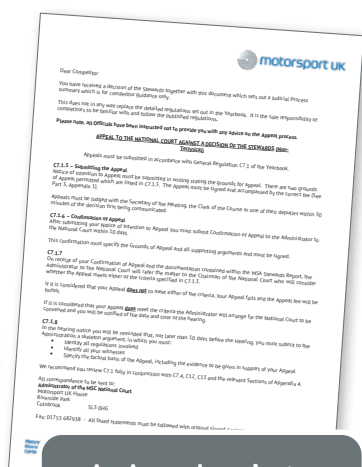 motorsport UK
Dear Competitor
You have received a decision of the Stewards together with this document which sets out a Judicial Process
summary which is for competitor guidance only.
This does not in any way replace the detailed regulations set out in the Yearbook. It is the sole responsibility of
competitors to be familiar with and follow the published regulations.
Please note, all Officials have been instructed not to provide you with any advice on the Appeal process.
APPEAL TO THE NATIONAL COURT AGAINST A DECISION OF THE STEWARDS (Non-
Technical)
Appeals must be submitted in accordance with General Regulation C7.1 of the Yearbook.
C7.1.5 – Submitting the Appeal
Notice of Intention to Appeal must be submitted in writing stating the grounds for Appeal. There are two grounds
of Appeal permitted which are listed in C7.1.3. The Appeal must be signed and accompanied by the correct fee (See
Part 3, Appendix 1).
Appeals must be lodged with the Secretary of the Meeting, the Clerk of the Course or one of their deputies within 30
minutes of the decision first being communicated.
C7.1.6 – Confirmation of Appeal
After submitting your Notice of Intention to Appeal you must submit Confirmation of Appeal to the Administrator to
the National Court within 10 days.
This confirmation must specify the Grounds of Appeal and all supporting arguments and must be signed.
C7.1.7
On receipt of your Confirmation of Appeal and the documentation contained within the MSA Stewards Report, the
Administrator to the National Court will refer the matter to the Chairman of the National Court who will consider
whether the Appeal meets either of the criteria specified in C7.1.3.
If it is considered that your Appeal does not to meet either of the criteria, your Appeal fails and the Appeal fee will be
forfeit.
If it is considered that your Appeal does meet the criteria the Administrator will arrange for the National Court to be
convened and you will be notified of the date and time of the hearing.
C7.1.8
In the hearing notice you will be reminded that, not later than 10 days before the hearing, you must submit to the
Administration a skeleton argument, in which you must:
• Identify all regulations involved
• Identify all your witnesses
• Specify the factual basis of the Appeal, including the evidence to be given in support of your Appeal
We recommend you review C7.1 fully in conjunction with C7.4, C12, C13 and the relevant Sections of Appendix 4.
All correspondence to be sent to:
Administrator of the MSC National Court
Motorsport UK House
Riverside Park
Colnbrook SL3 0HG
Fax: 01753 682938 - All faxed statements must be followed with original signed